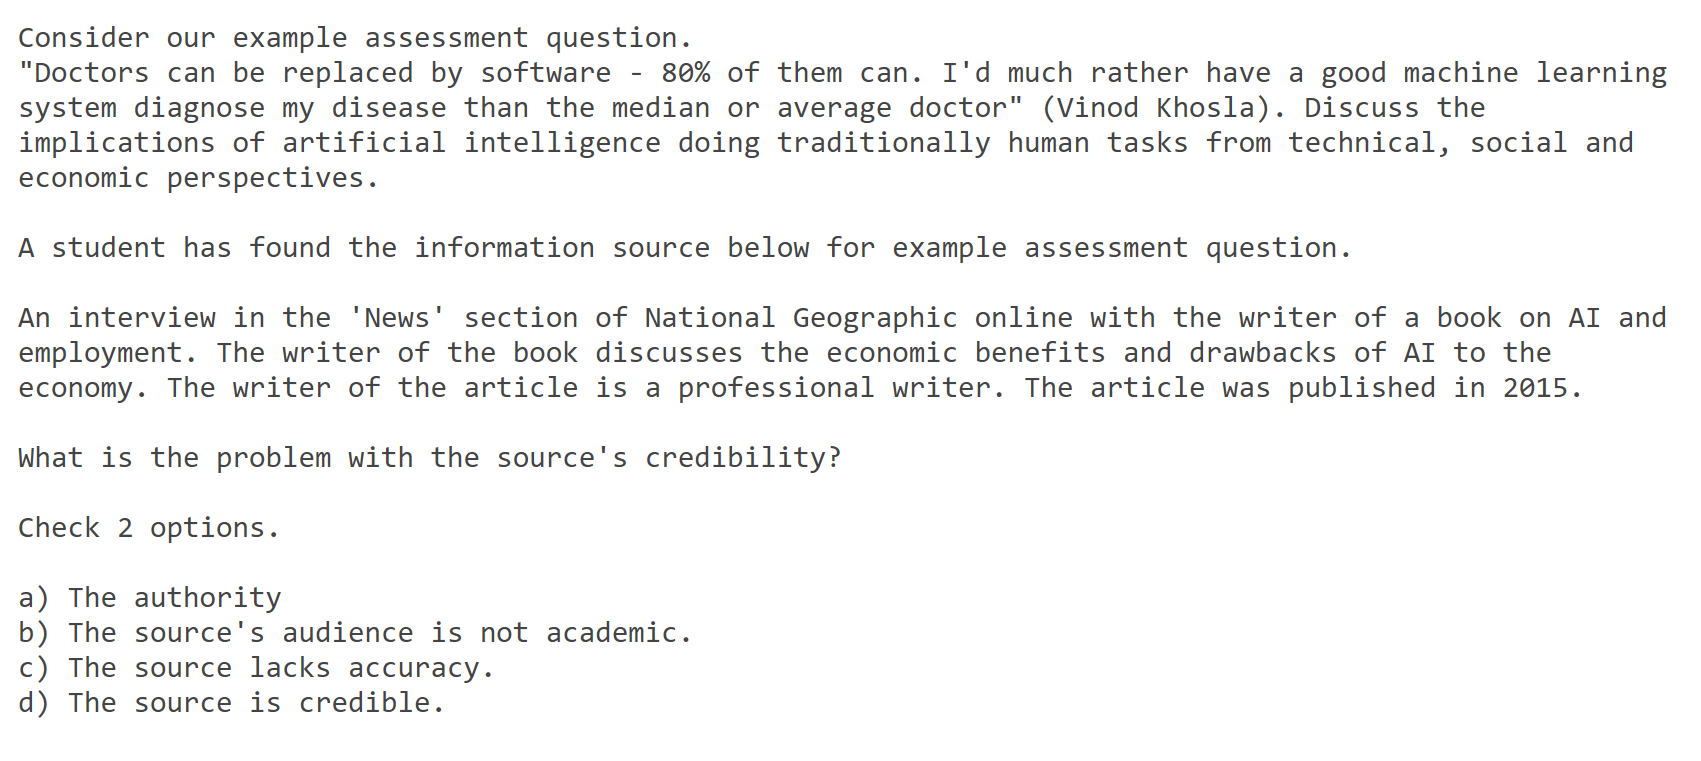 Consider our example assessment question.
"Doctors can be replaced by software - 80% of them can. I'd much rather have a good machine learning
system diagnose my disease than the median or average doctor" (Vinod Khosla). Discuss the
implications of artificial intelligence doing traditionally human tasks from technical, social and
economic perspectives.
A student has found the information source below for example assessment question.
An interview in the 'News' section of National Geographic online with the writer of a book on AI and
employment. The writer of the book discusses the economic benefits and drawbacks of AI to the
economy. The writer of the article is a professional writer. The article was published in 2015.
What is the problem with the source's credibility?
Check 2 options.
a) The authority
b) The source's audience is not academic.
c) The source lacks accuracy.
d) The source is credible.